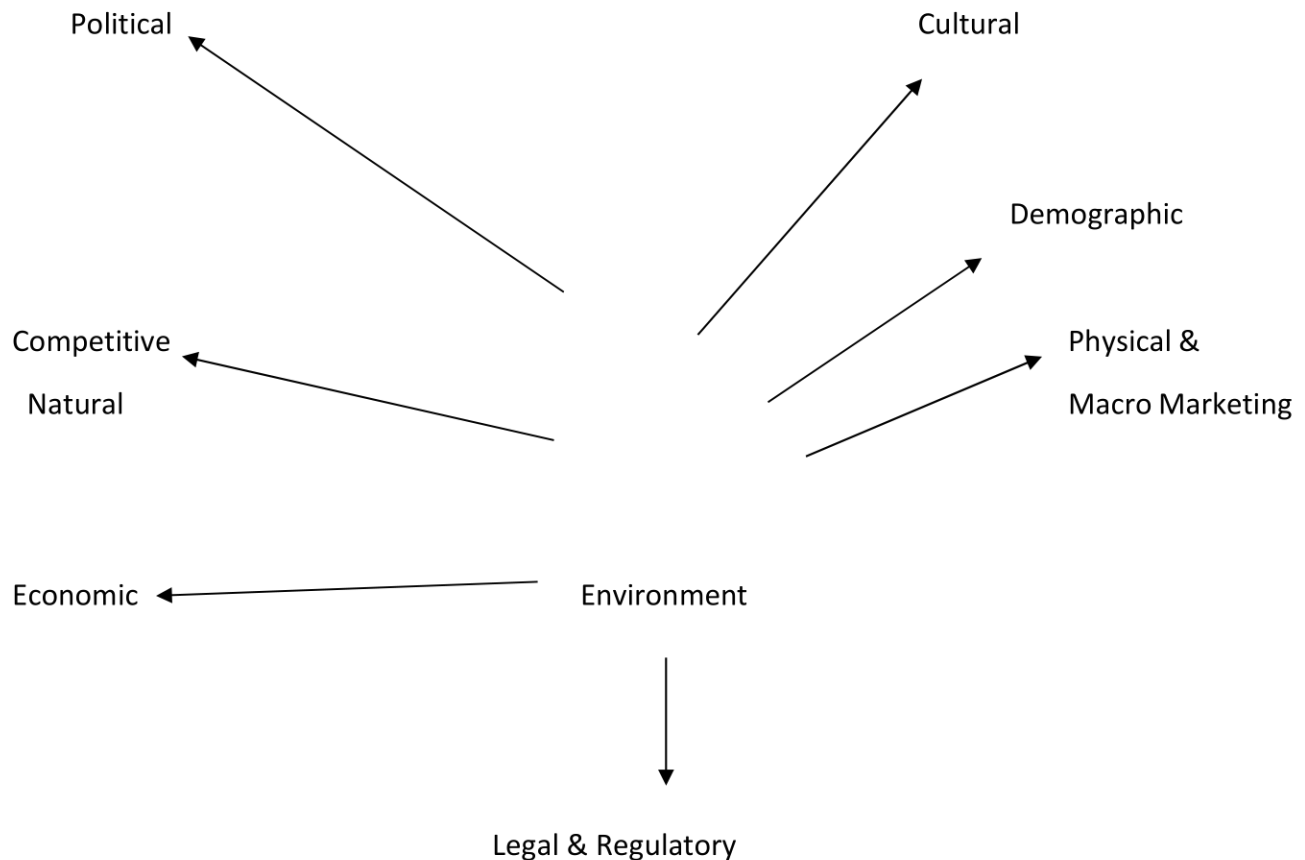 Political
Cultural
Demographic
Competitive
Physical &
Natural
Macro Marketing
Economic
Environment
Legal & Regulatory